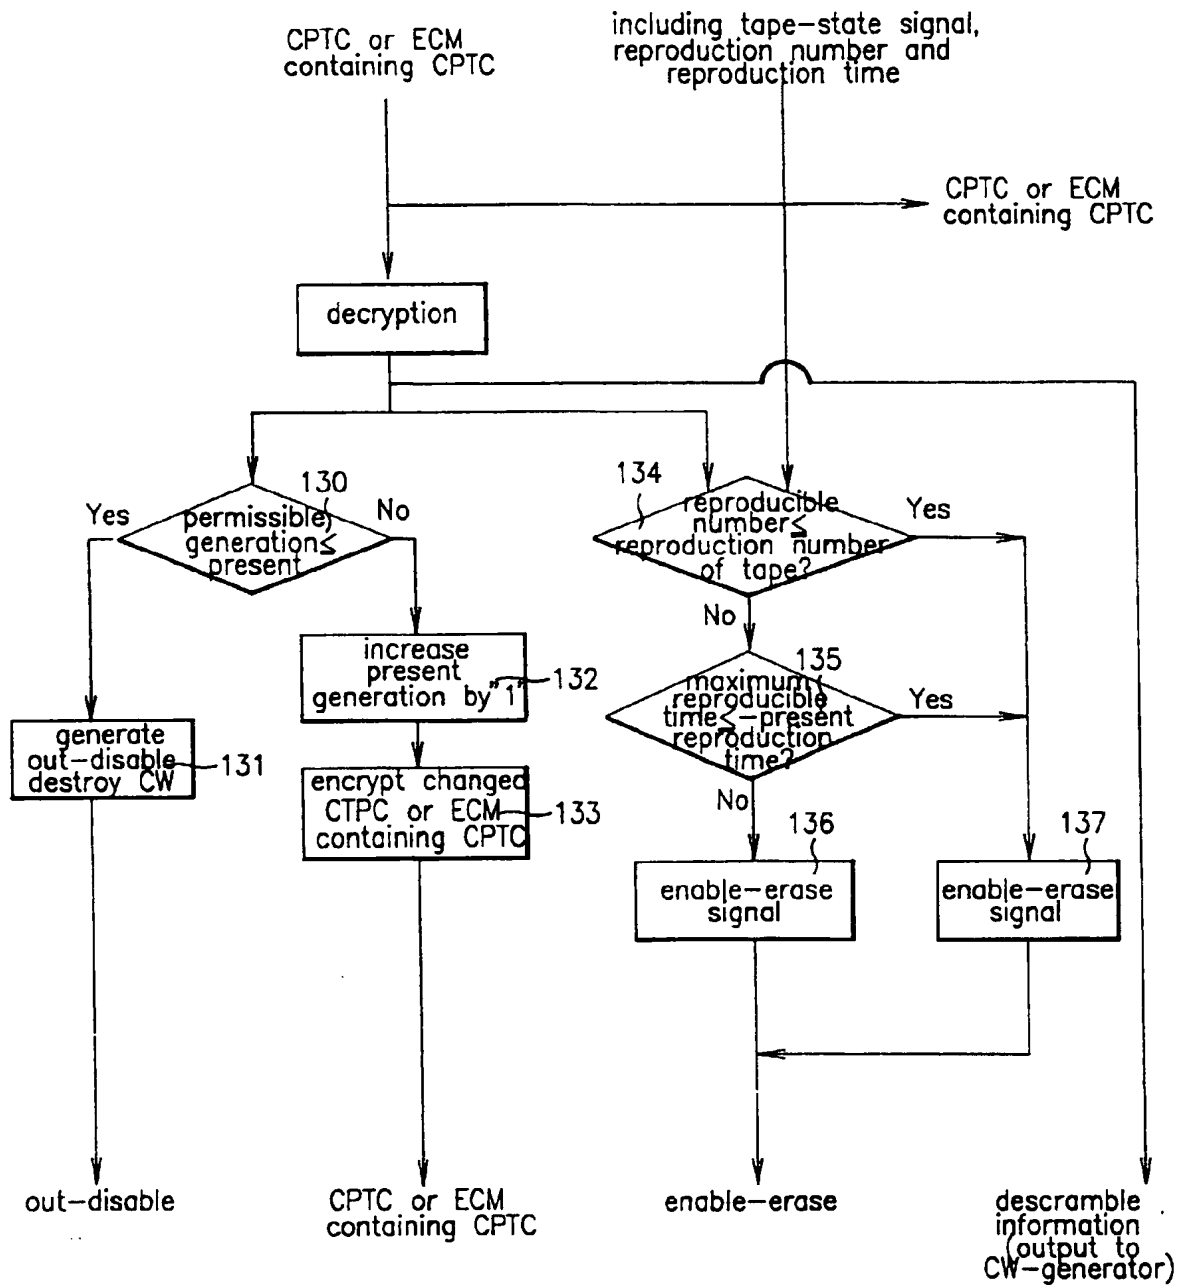 CPTC or ECM
containing CPTC
including tape-state signal,
reproduction number and
reproduction time
CPTC or ECM
containing CPTC
decryption
130
Yes
No
permissible
generation≤
present
134
reproducible
number≤
reproduction number
of tape?
Yes
No
increase
present
generation by"1"
132
135
maximum
reproducible
time≤-present
reproduction
time?
Yes
No
generate
out-disable
destroy CW
131
encrypt changed
CTPC or ECM
containing CPTC
133
136
enable-erase
signal
137
enable-erase
signal
out-disable
CPTC or ECM
containing CPTC
enable-erase
descramble
information
(output to
CW-generator)